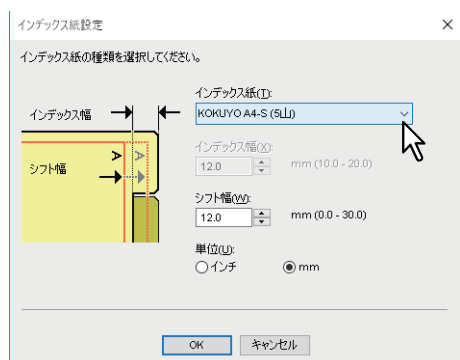 インデックス紙設定
インデックス紙の種類を選択してください。
インデックス紙(T):
KOKUYO A4-S (5山)
インデックス幅
インデックス幅(X):
12.0 mm (10.0 - 20.0)
A A
シフト幅
シフト幅(W):
12.0 mm (0.0 - 30.0)
単位(U):
インチ mm
OK キャンセル